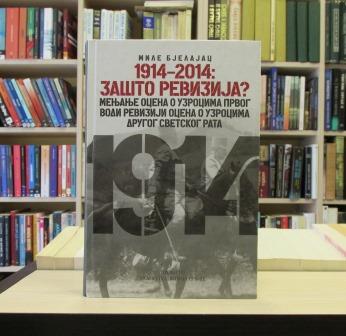 МИЛЕ БЈЕЛАЈАЦ
1914–2014:
ЗАШТО РЕВИЗИЈА?
МЕЊАЊЕ ОЦЕНА О УЗРОЦИМА ПРВОГ
ВОДИ РЕВИЗИЈИ ОЦЕНА О УЗРОЦИМА
ДРУГОГ СВЕТСКОГ РАТА
1914